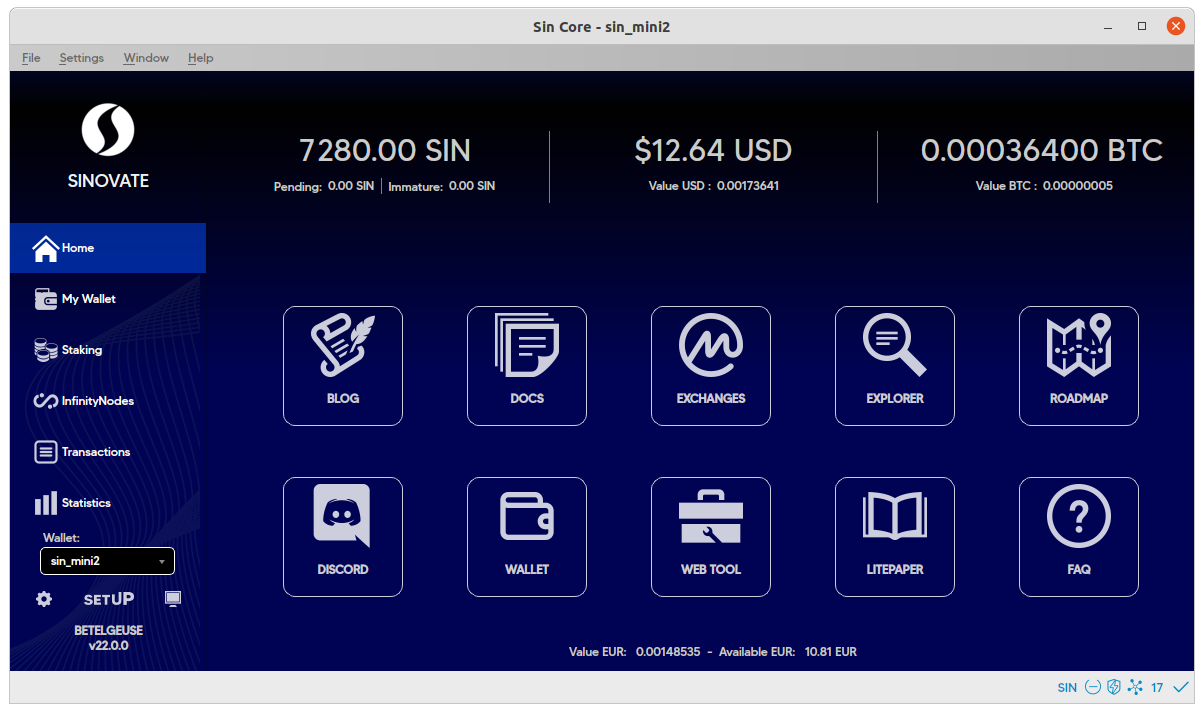 Sin Core - sin_mini2
File Settings Window Help
SINOVATE
7280.00 SIN
Pending: 0.00 SIN | Immature: 0.00 SIN
$12.64 USD
Value USD : 0.00173641
0.00036400 BTC
Value BTC : 0.00000005
Home
My Wallet
Staking
InfinityNodes
Transactions
Statistics
Wallet:
sin_mini2
SETUP
BETELGEUSE
v22.0.0
BLOG DOCS EXCHANGES EXPLORER ROADMAP
DISCORD WALLET WEB TOOL LITEPAPER FAQ
Value EUR: 0.00148535 - Available EUR: 10.81 EUR
SIN 17